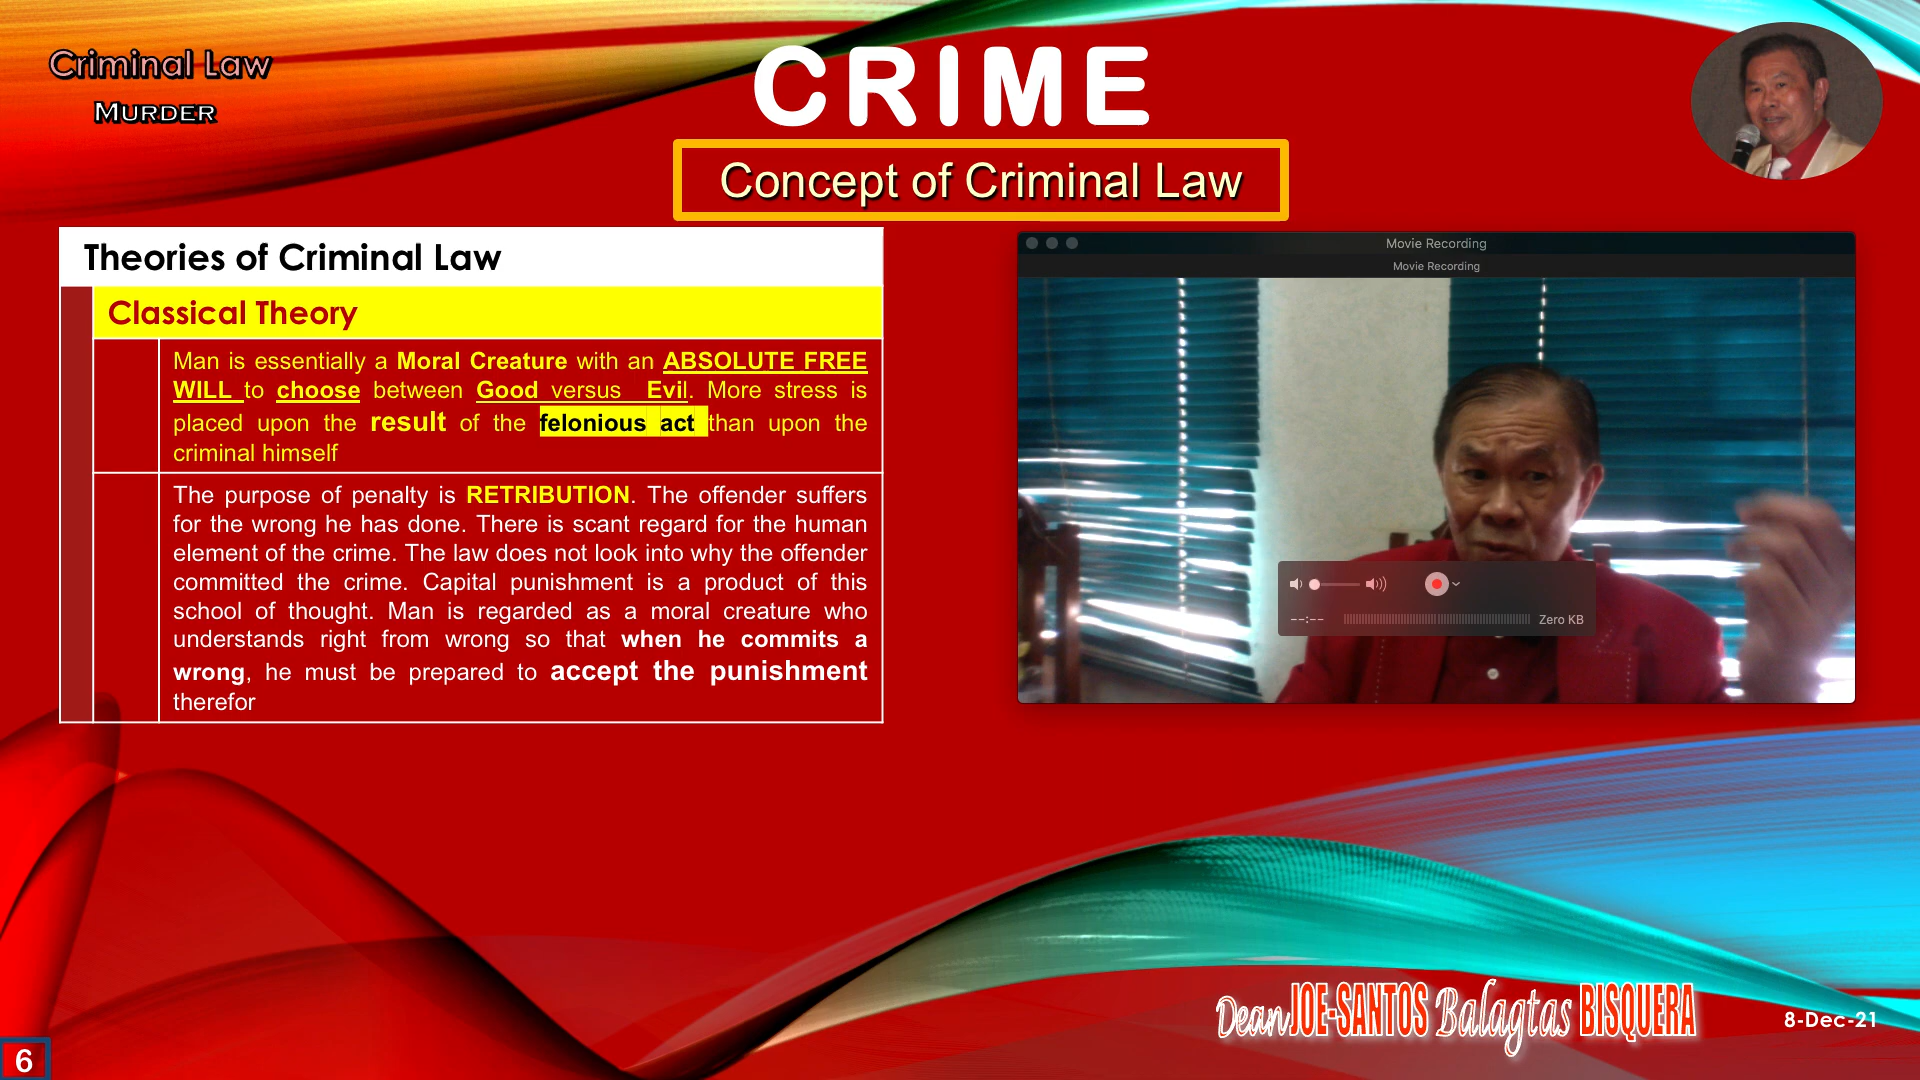 Criminal Law
MURDER
CRIME
Concept of Criminal Law
Theories of Criminal Law
Classical Theory
Man is essentially a Moral Creature with an ABSOLUTE FREE
WILL to choose between Good versus Evil. More stress is
placed upon the result of the felonious act than upon the
criminal himself
The purpose of penalty is RETRIBUTION. The offender suffers
for the wrong he has done. There is scant regard for the human
element of the crime. The law does not look into why the offender
committed the crime. Capital punishment is a product of this
school of thought. Man is regarded as a moral creature who
understands right from wrong so that when he commits a
wrong, he must be prepared to accept the punishment
therefor
Movie Recording
Movie Recording
--:-- Zero KB
Dean JOE-SANTOS Balagtas BISQUERA
8-Dec-21
6